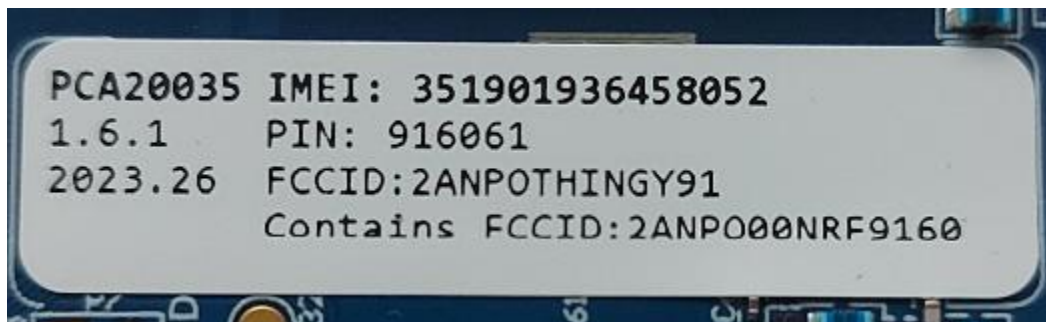 PCA20035 IMEI: 351901936458052
1.6.1 PIN: 916061
2023.26 FCCID:2ANPOTHINGY91
Contains FCCID:2ANPO00NRF9160